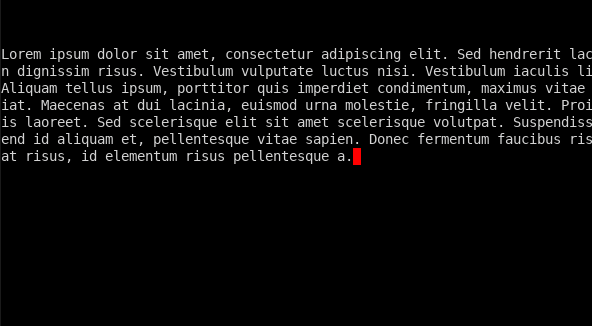 Lorem ipsum dolor sit amet, consectetur adipiscing elit. Sed hendrerit lac
n dignissim risus. Vestibulum vulputate luctus nisi. Vestibulum iaculis li
Aliquam tellus ipsum, porttitor quis imperdiet condimentum, maximus vitae
iat. Maecenas at dui lacinia, euismod urna molestie, fringilla velit. Proi
is laoreet. Sed scelerisque elit sit amet scelerisque volutpat. Suspendiss
end id aliquam et, pellentesque vitae sapien. Donec fermentum faucibus ris
at risus, id elementum risus pellentesque a.